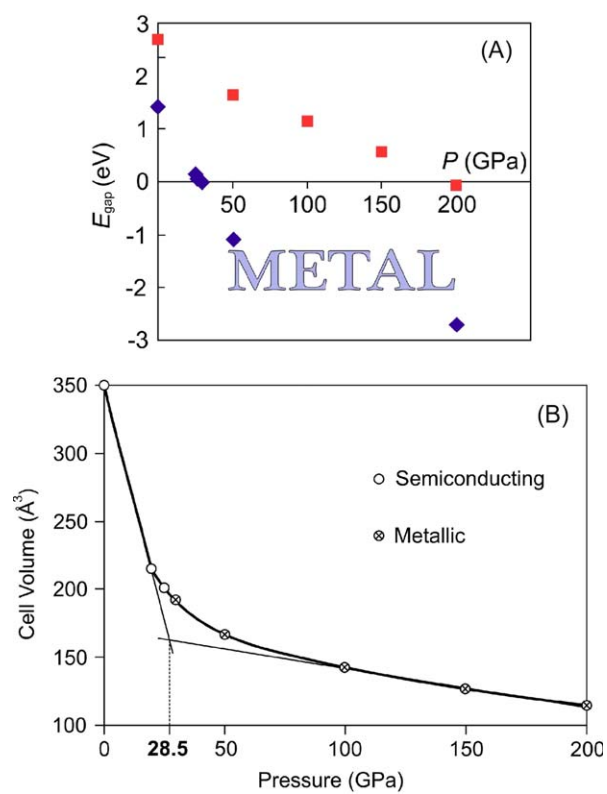 3
(A)
2
1
P (GPa)
0
50
100
150
200
E_gap (eV)
-1
METAL
-2
-3
350
(B)
300
Semiconducting
250
Metallic
200
150
100
Cell Volume (Å³)
0 28.5 50 100 150 200
Pressure (GPa)